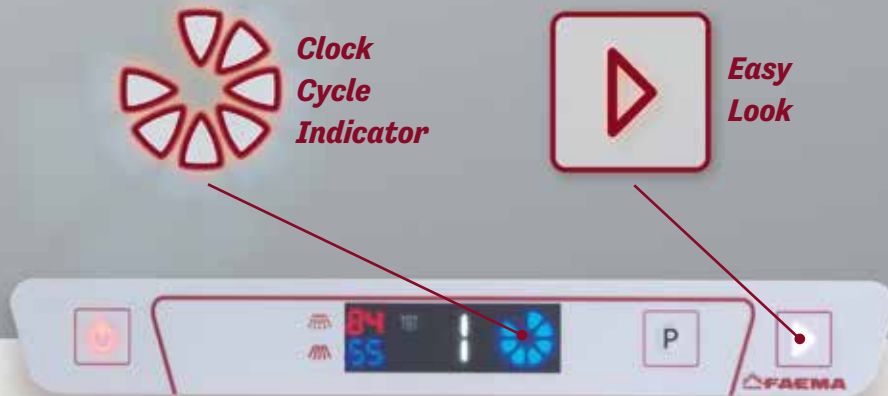 Clock
Cycle
Indicator
Easy
Look
84
55
1
P
FAEMA